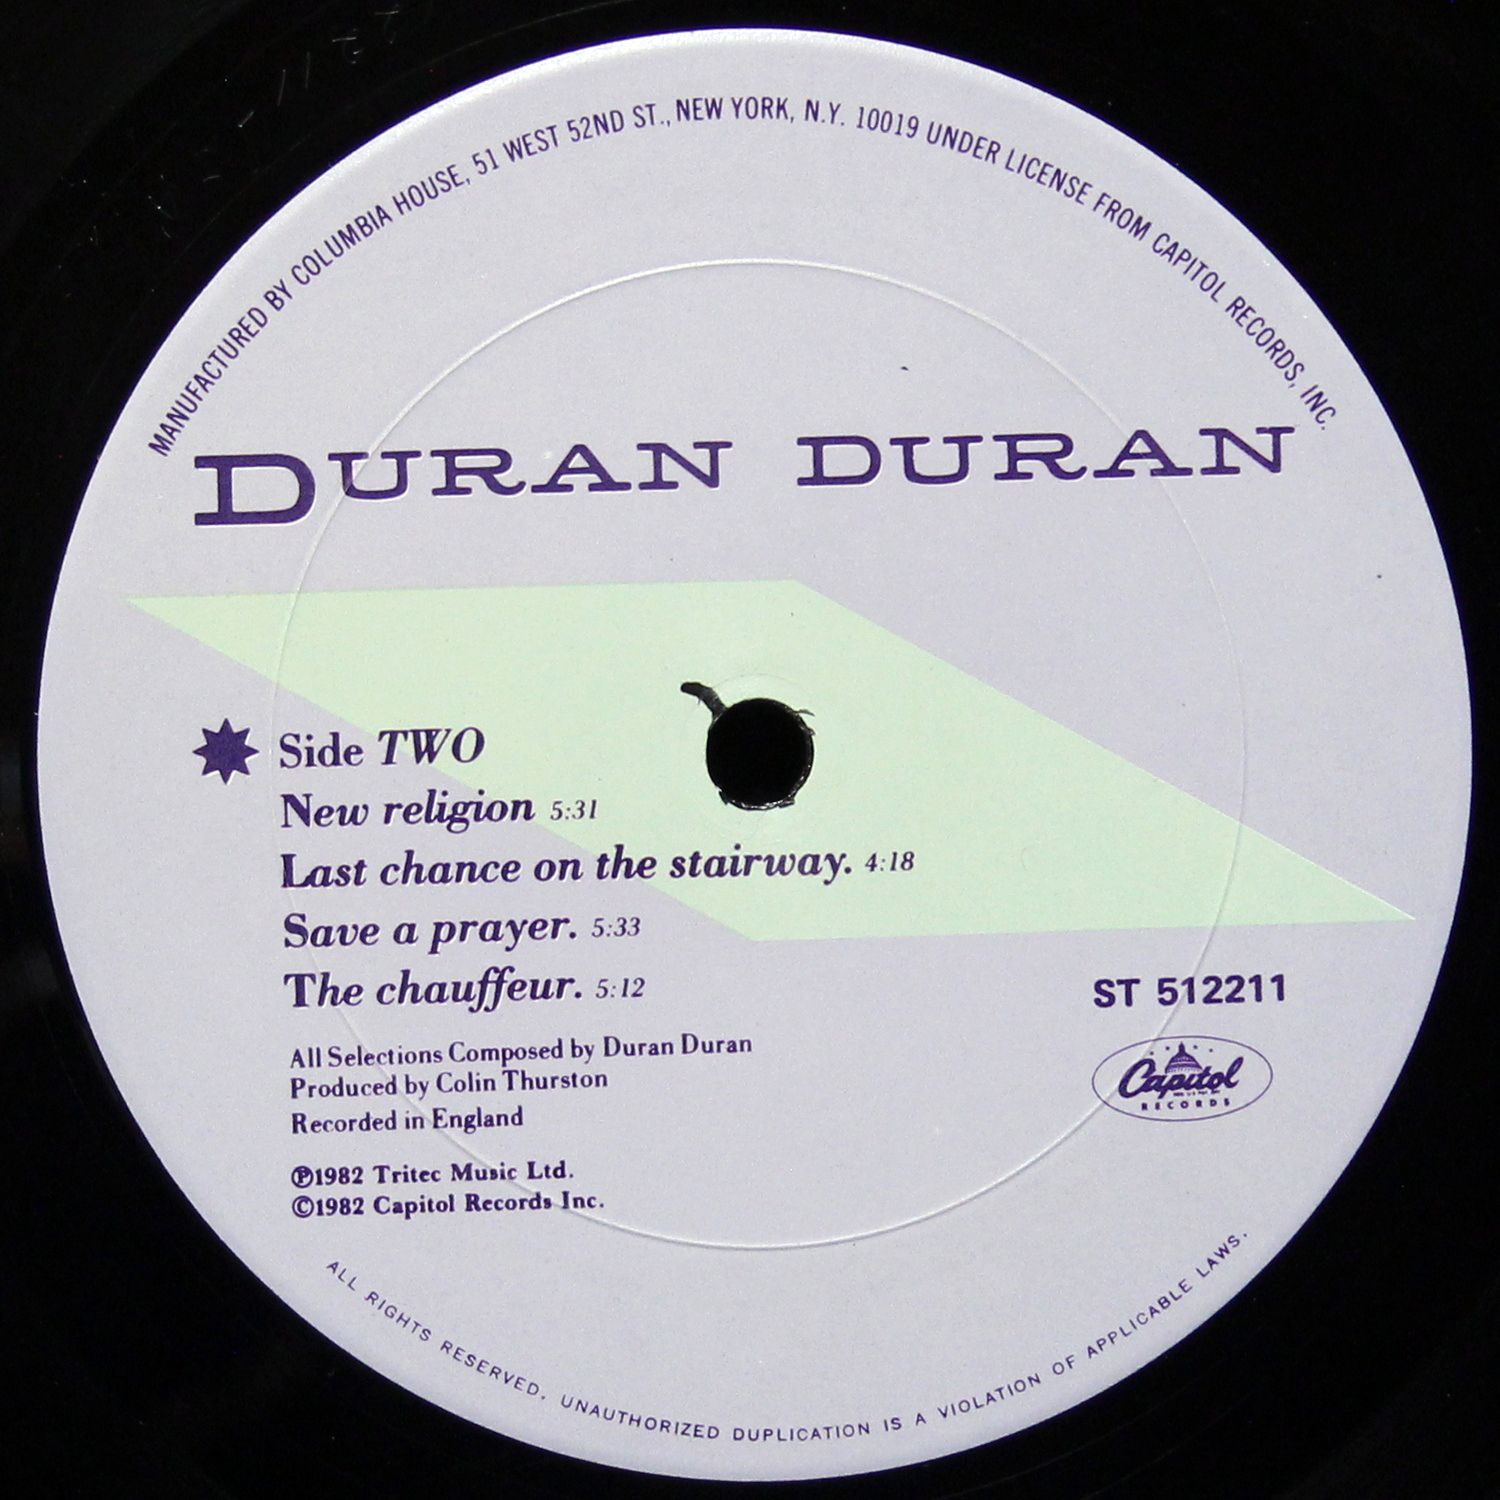 MANUFACTURED BY COLUMBIA HOUSE, 51 WEST 52ND ST., NEW YORK, N.Y. 10019 UNDER LICENSE FROM CAPITOL RECORDS, INC.
DURAN DURAN
Side TWO
New religion 5:31
Last chance on the stairway. 4:18
Save a prayer. 5:33
The chauffeur. 5:12
ST 512211
Capitol
RECORDS
All Selections Composed by Duran Duran
Produced by Colin Thurston
Recorded in England
℗1982 Tritec Music Ltd.
©1982 Capitol Records Inc.
ALL RIGHTS RESERVED. UNAUTHORIZED DUPLICATION IS A VIOLATION OF APPLICABLE LAWS.